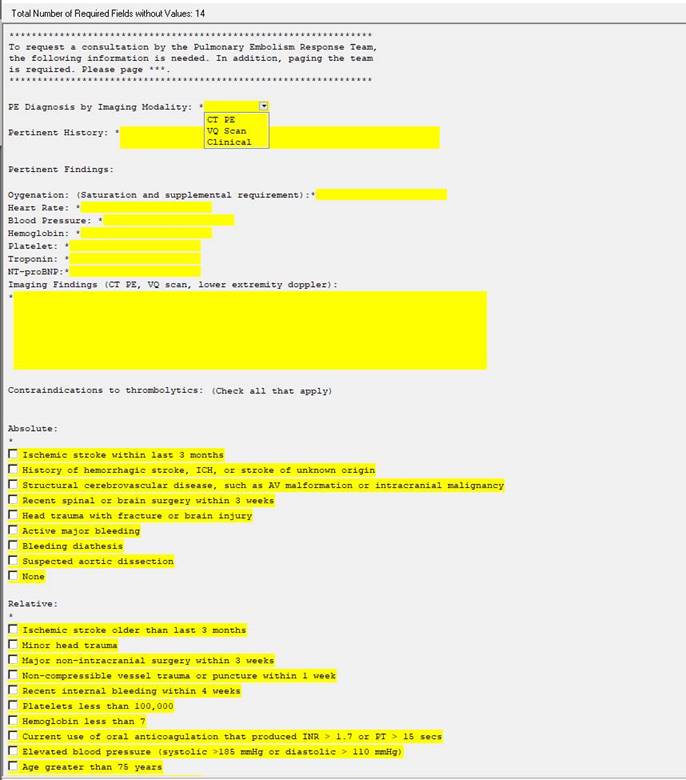 Total Number of Required Fields without Values: 14
*****************************************************************
To request a consultation by the Pulmonary Embolism Response Team,
the following information is needed. In addition, paging the team
is required. Please page ***.
*****************************************************************
PE Diagnosis by Imaging Modality: *
CT PE
VQ Scan
Clinical
Pertinent History: *
Pertinent Findings:
Oygenation: (Saturation and supplemental requirement):*
Heart Rate: *
Blood Pressure: *
Hemoglobin: *
Platelet: *
Troponin: *
NT-proBNP:*
Imaging Findings (CT PE, VQ scan, lower extremity doppler):
*
Contraindications to thrombolytics: (Check all that apply)
Absolute:
*
Ischemic stroke within last 3 months
History of hemorrhagic stroke, ICH, or stroke of unknown origin
Structural cerebrovascular disease, such as AV malformation or intracranial malignancy
Recent spinal or brain surgery within 3 weeks
Head trauma with fracture or brain injury
Active major bleeding
Bleeding diathesis
Suspected aortic dissection
None
Relative:
*
Ischemic stroke older than last 3 months
Minor head trauma
Major non-intracranial surgery within 3 weeks
Non-compressible vessel trauma or puncture within 1 week
Recent internal bleeding within 4 weeks
Platelets less than 100,000
Hemoglobin less than 7
Current use of oral anticoagulation that produced INR > 1.7 or PT > 15 secs
Elevated blood pressure (systolic >185 mmHg or diastolic > 110 mmHg)
Age greater than 75 years